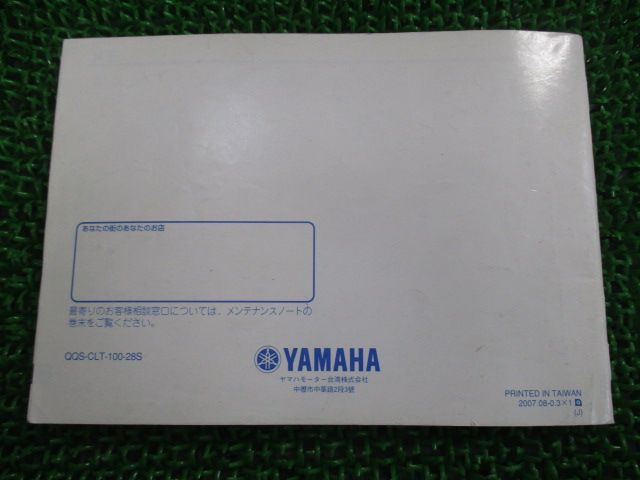 あなたの街のあなたのお店
最寄りのお客様相談窓口については、メンテナンスノートの
巻末をご覧ください。
QQS-CLT-100-28S
YAMAHA
ヤマハモーター台湾株式会社
中壢市中華路2段3號
PRINTED IN TAIWAN
2007.08-0.3×1
(J)